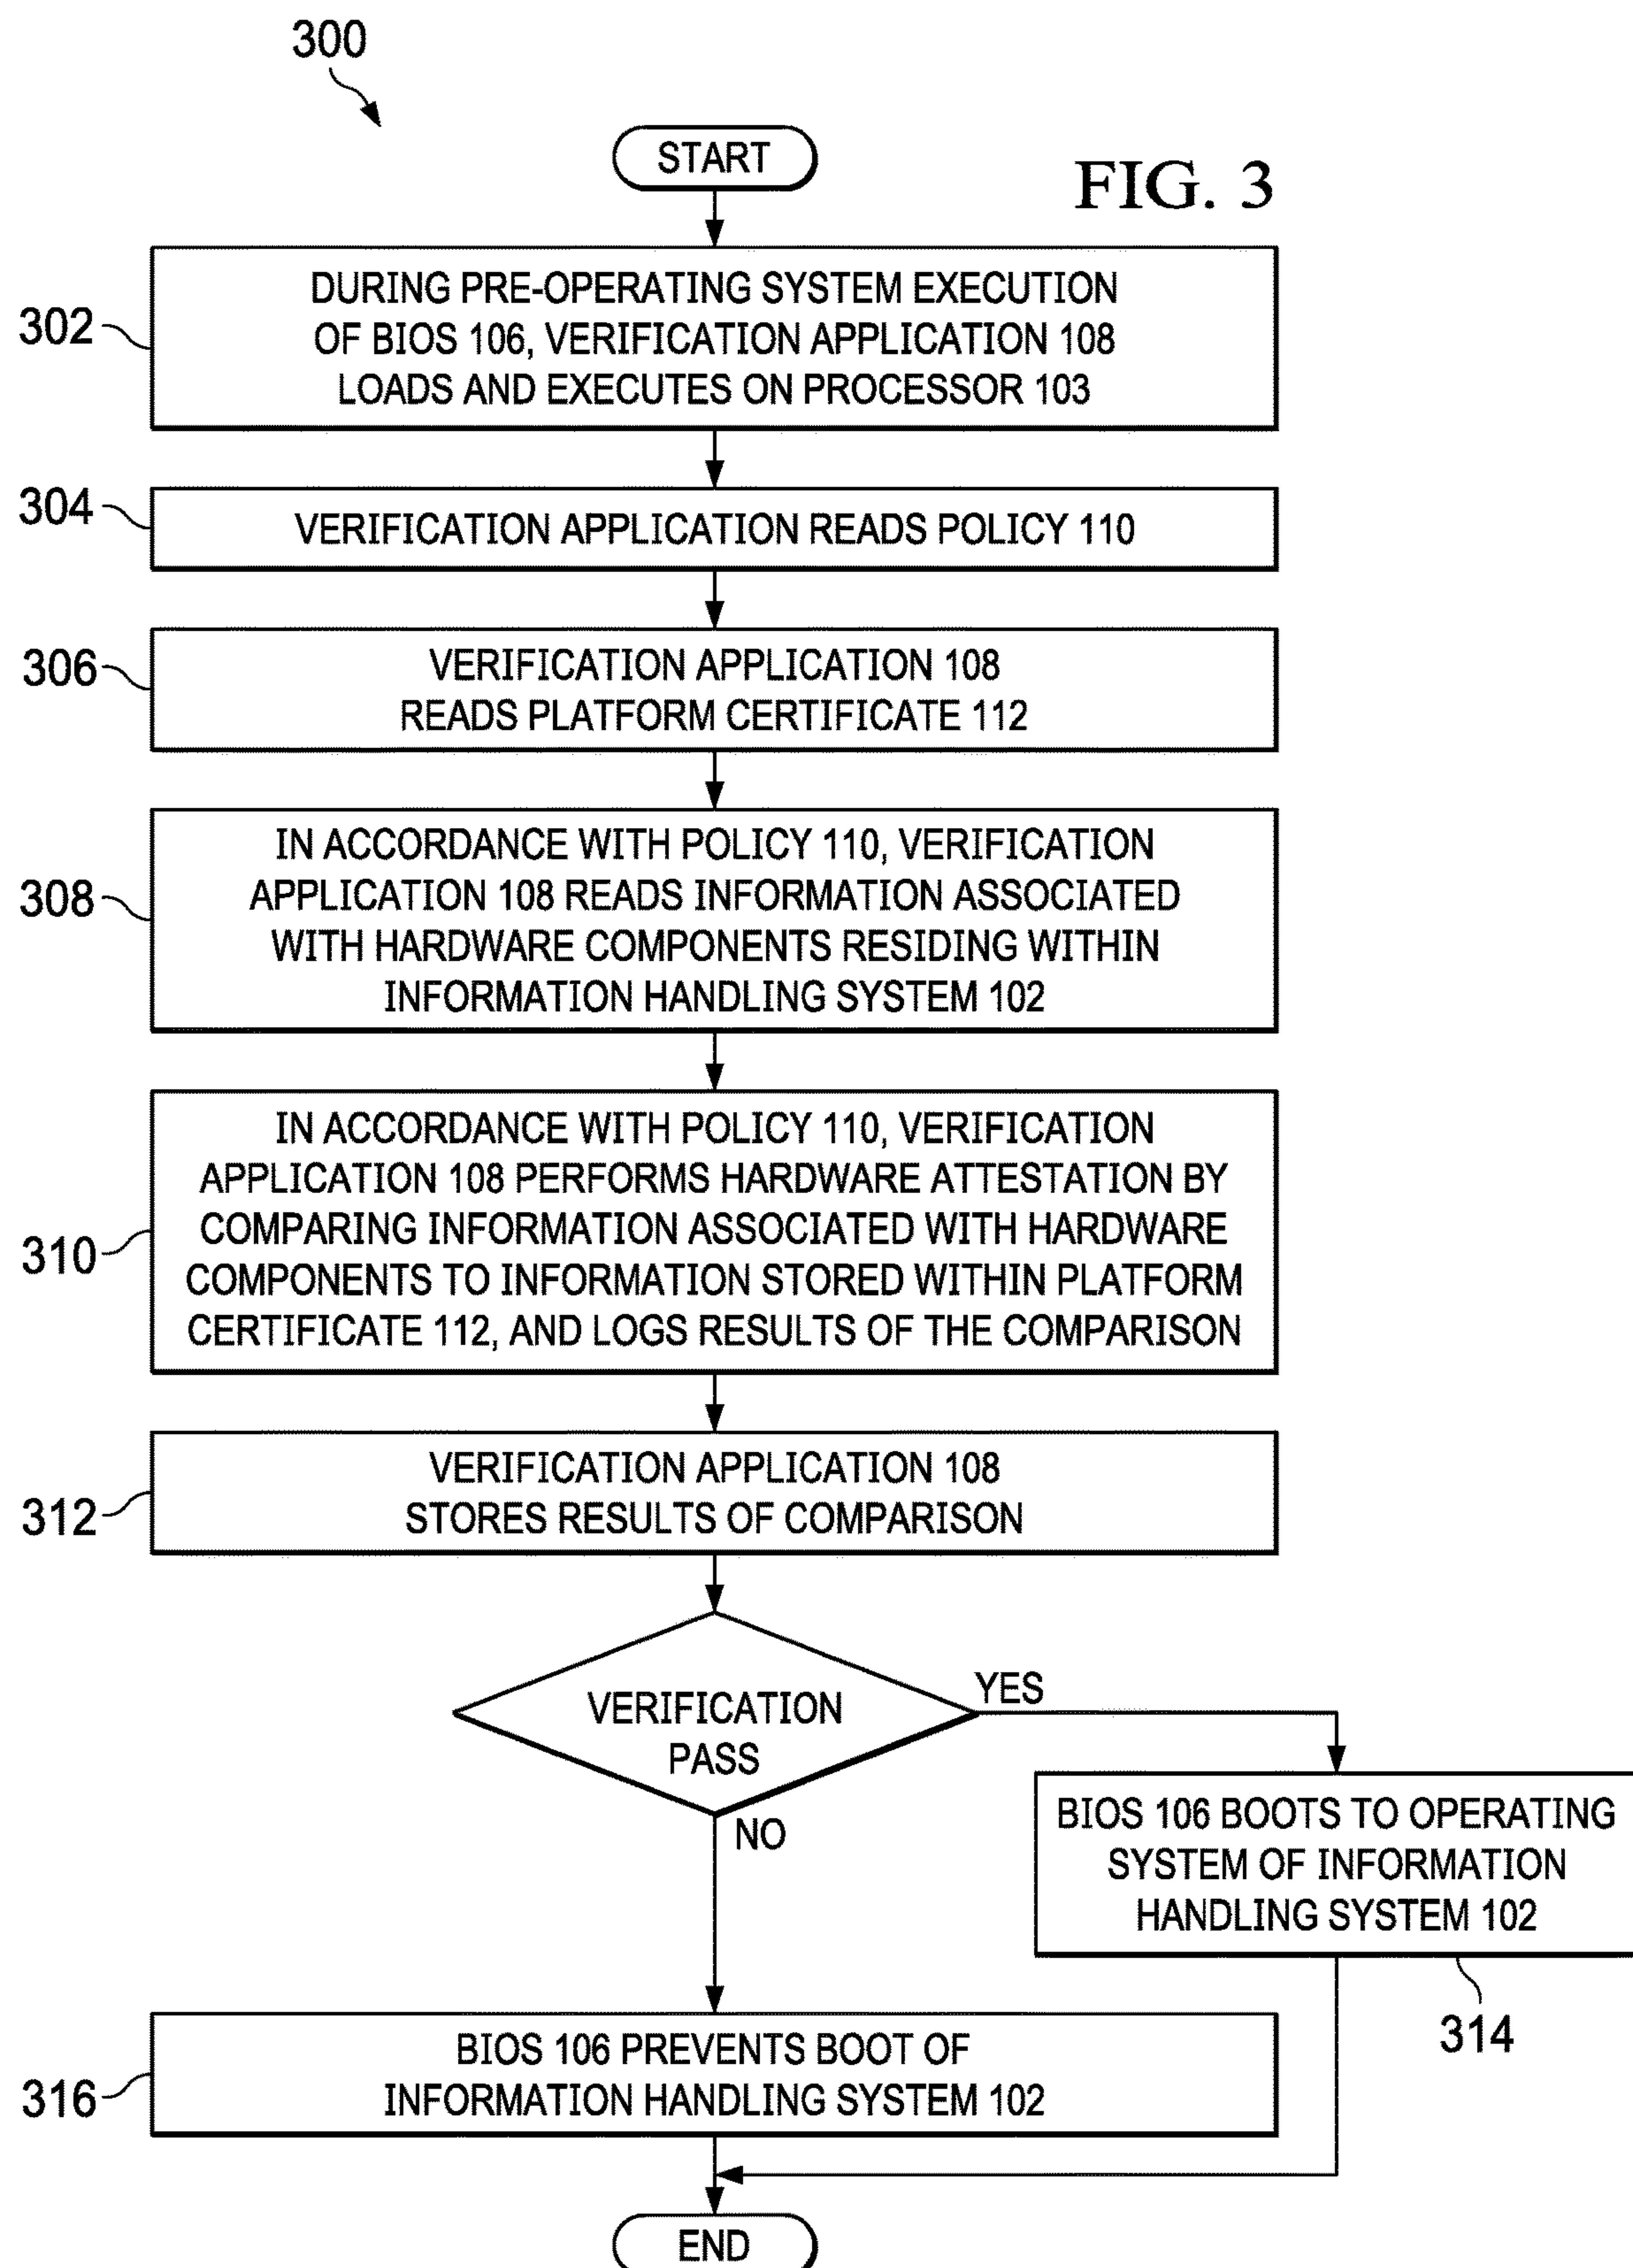 300
START
FIG. 3
302
DURING PRE-OPERATING SYSTEM EXECUTION
OF BIOS 106, VERIFICATION APPLICATION 108
LOADS AND EXECUTES ON PROCESSOR 103
304
VERIFICATION APPLICATION READS POLICY 110
306
VERIFICATION APPLICATION 108
READS PLATFORM CERTIFICATE 112
308
IN ACCORDANCE WITH POLICY 110, VERIFICATION
APPLICATION 108 READS INFORMATION ASSOCIATED
WITH HARDWARE COMPONENTS RESIDING WITHIN
INFORMATION HANDLING SYSTEM 102
310
IN ACCORDANCE WITH POLICY 110, VERIFICATION
APPLICATION 108 PERFORMS HARDWARE ATTESTATION BY
COMPARING INFORMATION ASSOCIATED WITH HARDWARE
COMPONENTS TO INFORMATION STORED WITHIN PLATFORM
CERTIFICATE 112, AND LOGS RESULTS OF THE COMPARISON
312
VERIFICATION APPLICATION 108
STORES RESULTS OF COMPARISON
VERIFICATION
PASS
YES
NO
BIOS 106 BOOTS TO OPERATING
SYSTEM OF INFORMATION
HANDLING SYSTEM 102
314
316
BIOS 106 PREVENTS BOOT OF
INFORMATION HANDLING SYSTEM 102
END